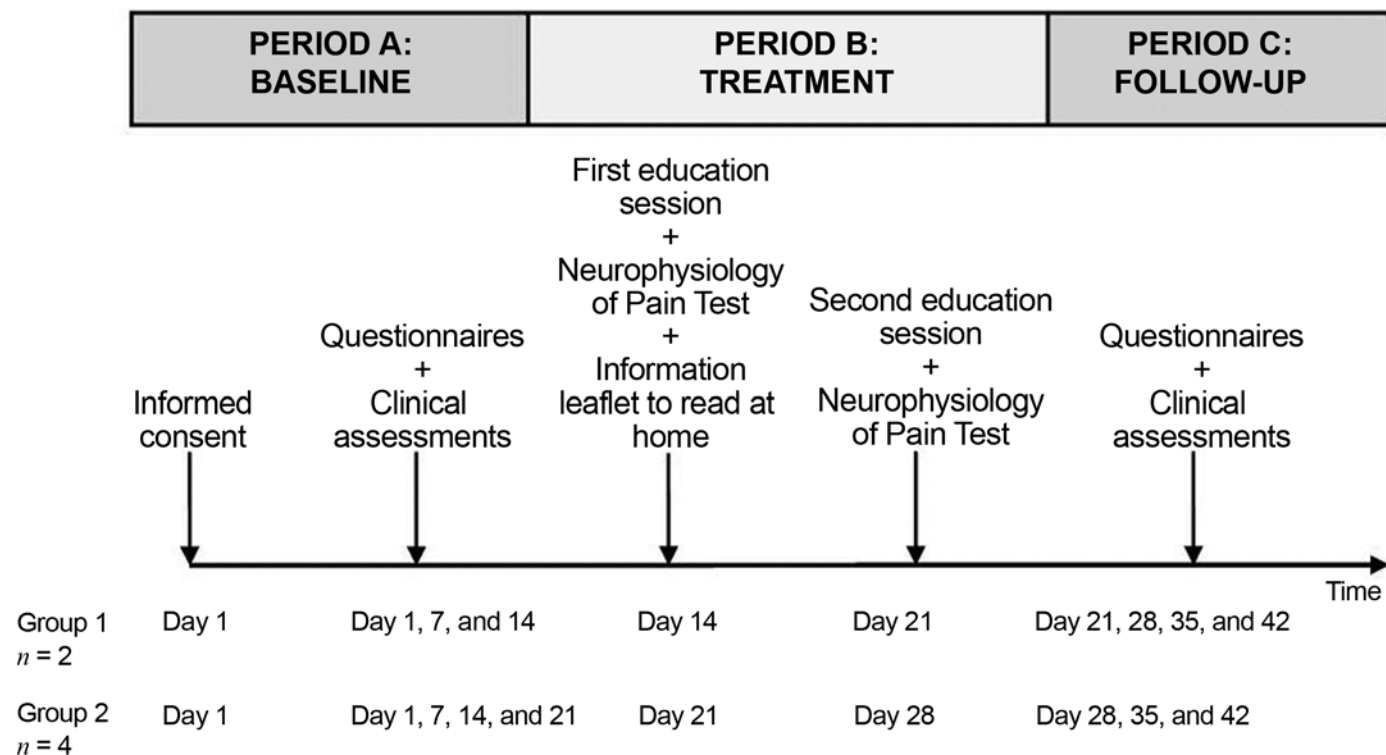 PERIOD A:
BASELINE
PERIOD B:
TREATMENT
PERIOD C:
FOLLOW-UP
Informed
consent
Questionnaires
+
Clinical
assessments
First education
session
+
Neurophysiology
of Pain Test
+
Information
leaflet to read at
home
Second education
session
+
Neurophysiology
of Pain Test
Questionnaires
+
Clinical
assessments
Time
Group 1
n = 2
Day 1
Day 1, 7, and 14
Day 14
Day 21
Day 21, 28, 35, and 42
Group 2
n = 4
Day 1
Day 1, 7, 14, and 21
Day 21
Day 28
Day 28, 35, and 42